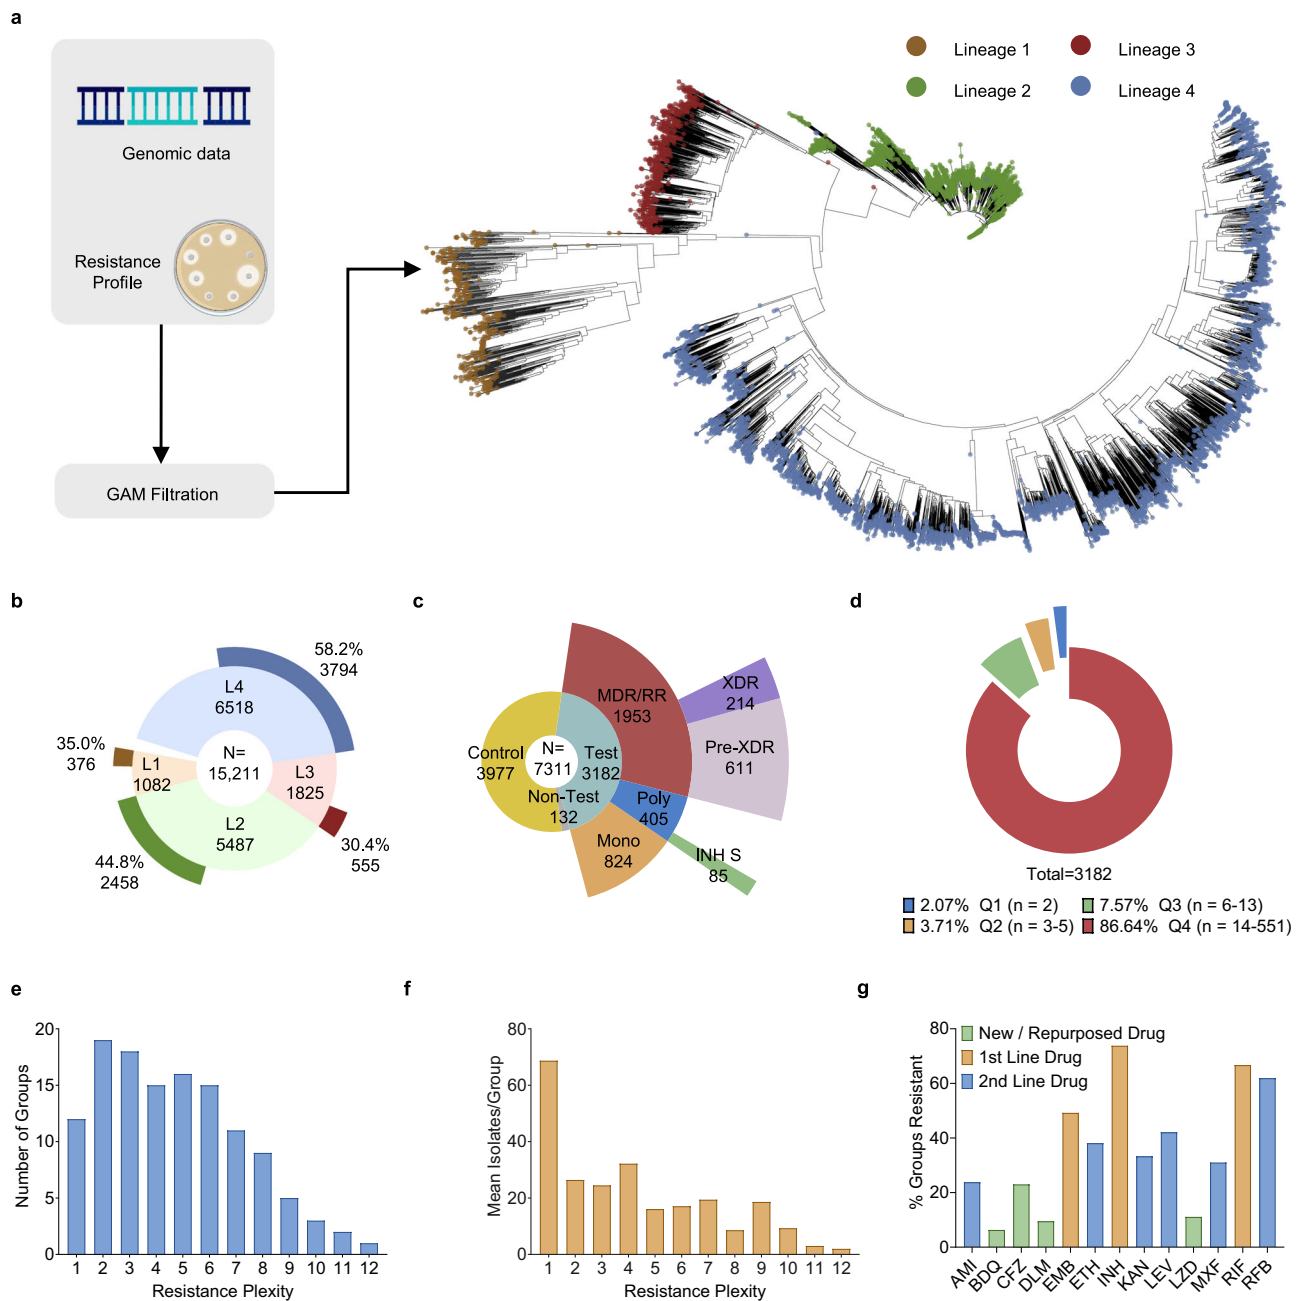 a
Genomic data
Resistance
Profile
GAM Filtration
Lineage 1
Lineage 3
Lineage 2
Lineage 4
b
58.2%
3794
L4
6518
35.0%
376
N=
15,211
L1
1082
L3
1825
L2
5487
44.8%
2458
30.4%
555
c
MDR/RR
1953
XDR
214
Pre-XDR
611
Control
3977
N=
7311
Test
3182
Non-Test
132
Poly
405
Mono
824
INH S
85
d
Total=3182
2.07% Q1 (n = 2)
7.57% Q3 (n = 6-13)
3.71% Q2 (n = 3-5)
86.64% Q4 (n = 14-551)
e
Number of Groups
20
15
10
5
0
1 2 3 4 5 6 7 8 9 10 11 12
Resistance Plexity
f
Mean Isolates/Group
80
60
40
20
0
1 2 3 4 5 6 7 8 9 10 11 12
Resistance Plexity
g
% Groups Resistant
80
60
40
20
0
New / Repurposed Drug
1st Line Drug
2nd Line Drug
AMI BDQ CFZ DLM EMB ETH INH KAN LEV LZD MXF RIF RFB